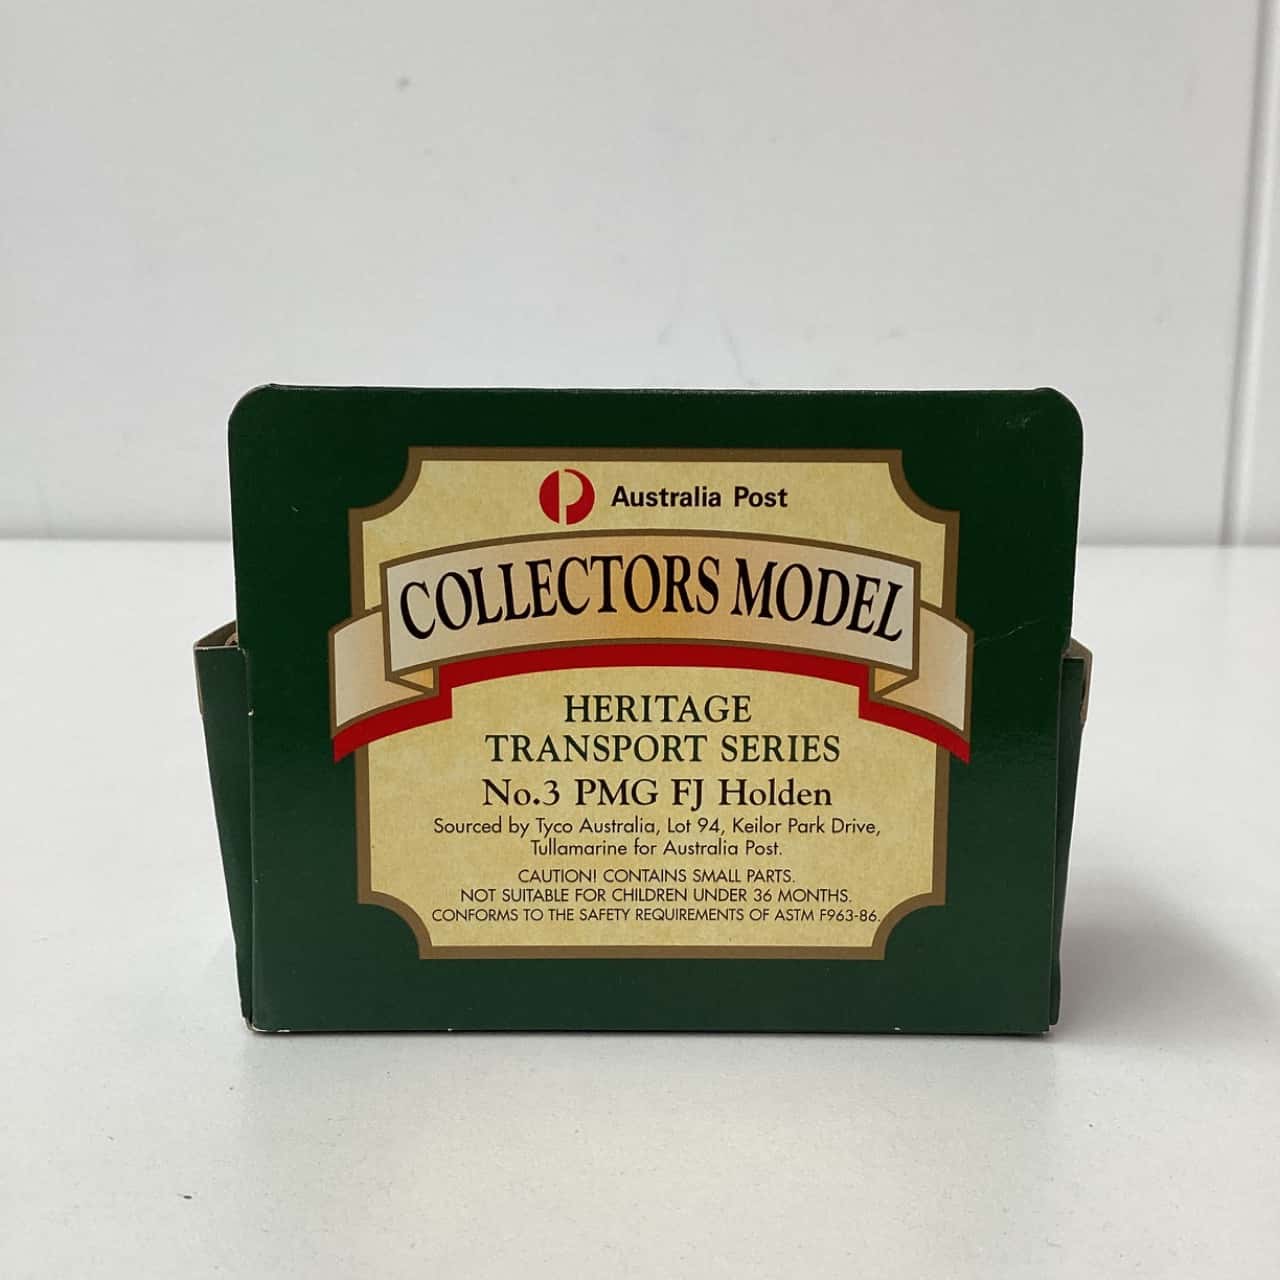 Australia Post
COLLECTORS MODEL
HERITAGE
TRANSPORT SERIES
No.3 PMG FJ Holden
Sourced by Tyco Australia, Lot 94, Keilor Park Drive,
Tullamarine for Australia Post.
CAUTION! CONTAINS SMALL PARTS.
NOT SUITABLE FOR CHILDREN UNDER 36 MONTHS.
CONFORMS TO THE SAFETY REQUIREMENTS OF ASTM F963-86.